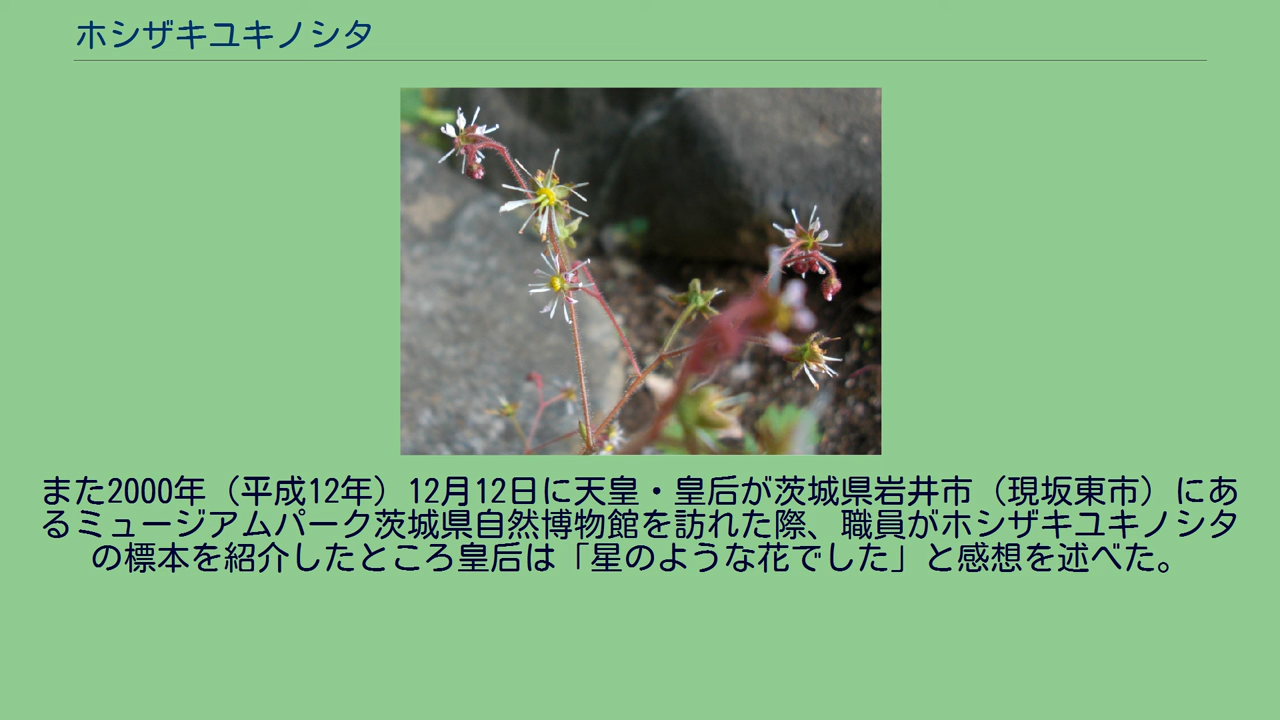 ホシザキユキノシタ
また2000年（平成12年）12月12日に天皇・皇后が茨城県岩井市（現坂東市）にあ
るミュージアムパーク茨城県自然博物館を訪れた際、職員がホシザキユキノシタ
の標本を紹介したところ皇后は「星のような花でした」と感想を述べた。